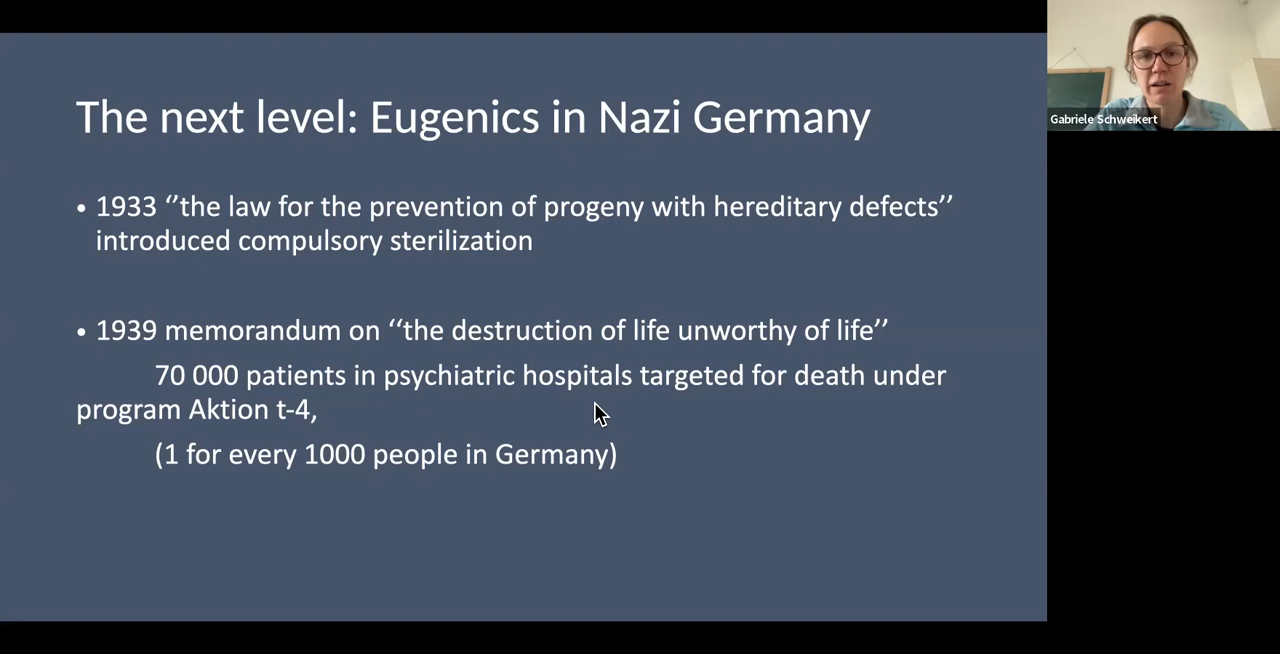 The next level: Eugenics in Nazi Germany
• 1933 ‘’the law for the prevention of progeny with hereditary defects’’
introduced compulsory sterilization
• 1939 memorandum on ‘‘the destruction of life unworthy of life’’
70 000 patients in psychiatric hospitals targeted for death under
program Aktion t-4,
(1 for every 1000 people in Germany)
Gabriele Schweikert